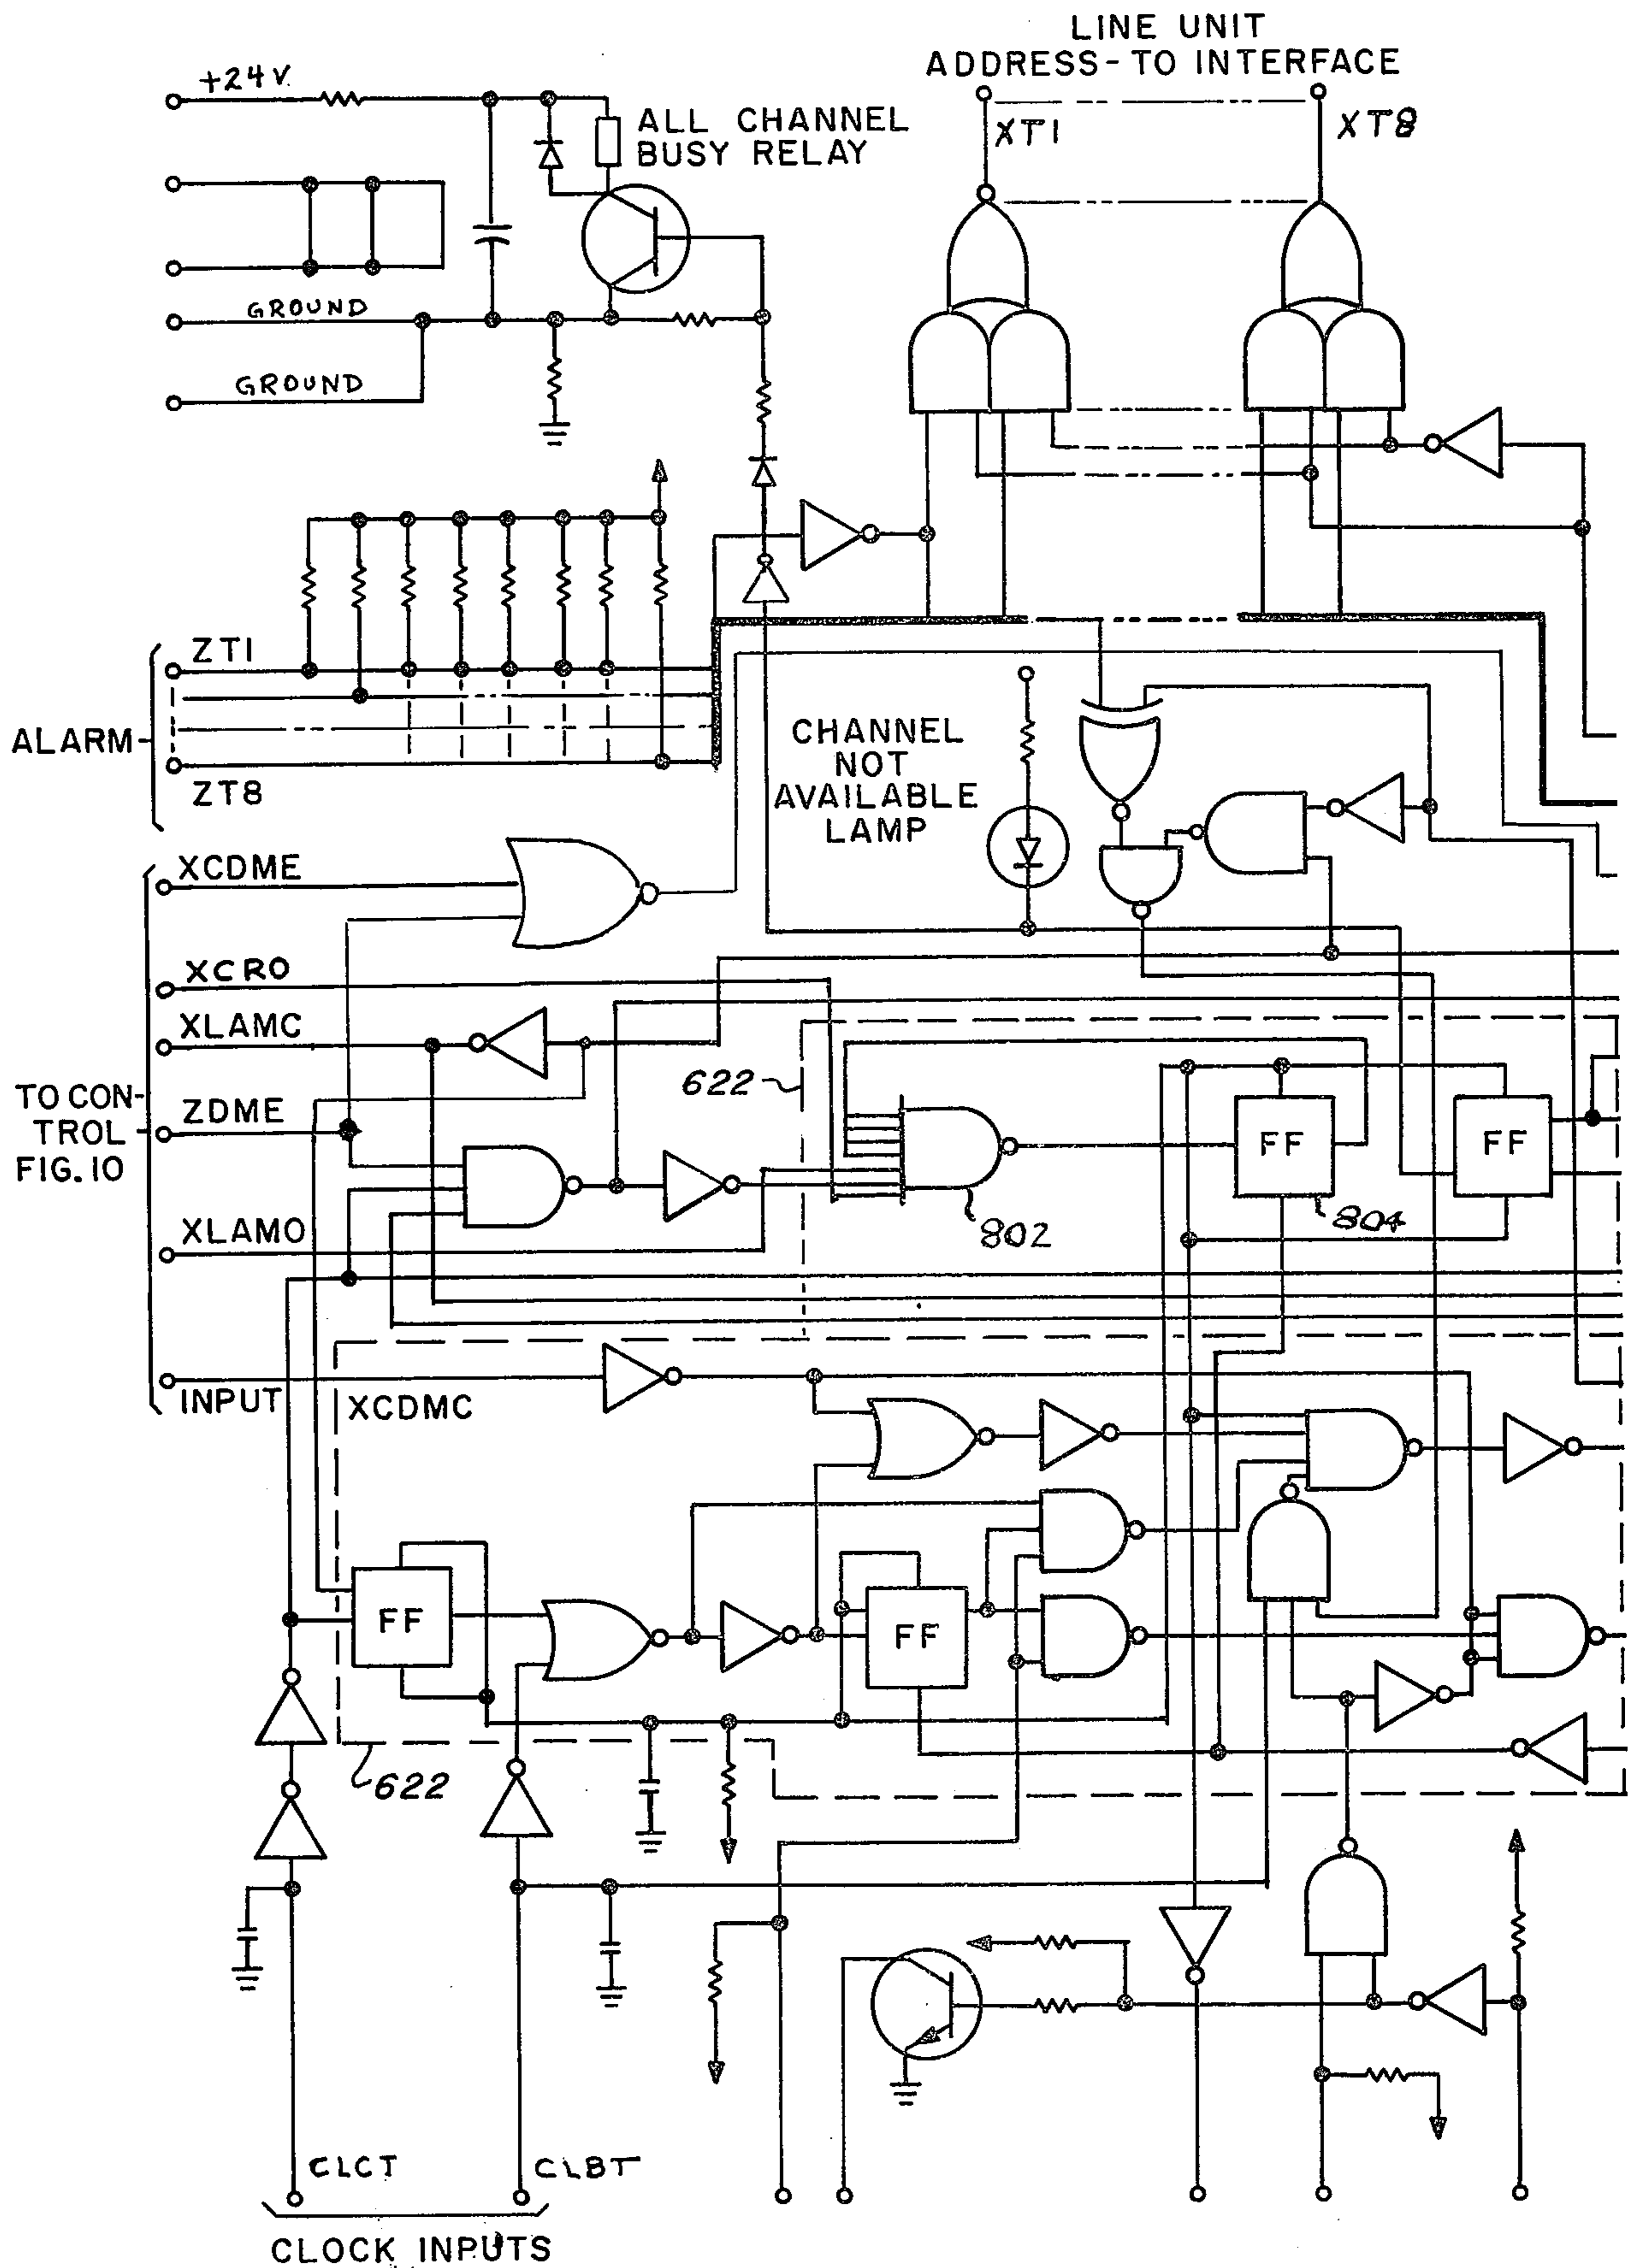 LINE UNIT
ADDRESS-TO INTERFACE
+24V.
XT1
XT8
ALL CHANNEL
BUSY RELAY
GROUND
GROUND
ZT1
ALARM
ZT8
CHANNEL
NOT
AVAILABLE
LAMP
XCDME
XCRO
XLAMC
622
TO CON-
TROL
FIG. 10
ZDME
FF
FF
802
804
XLAMO
INPUT
XCDMC
FF
FF
622
CLCT
CLBT
CLOCK INPUTS